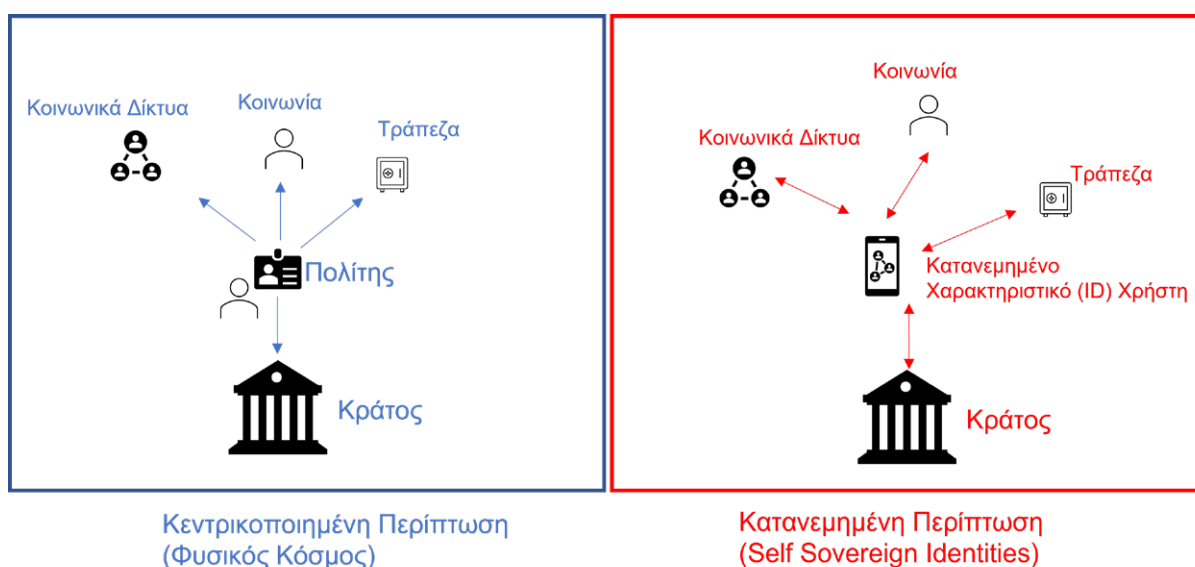 Κοινωνικά Δίκτυα
Κοινωνία
Τράπεζα
Πολίτης
Κράτος
Κεντρικοποιημένη Περίπτωση
(Φυσικός Κόσμος)
Κοινωνία
Κοινωνικά Δίκτυα
Τράπεζα
Κατανεμημένο
Χαρακτηριστικό (ID) Χρήστη
Κράτος
Κατανεμημένη Περίπτωση
(Self Sovereign Identities)